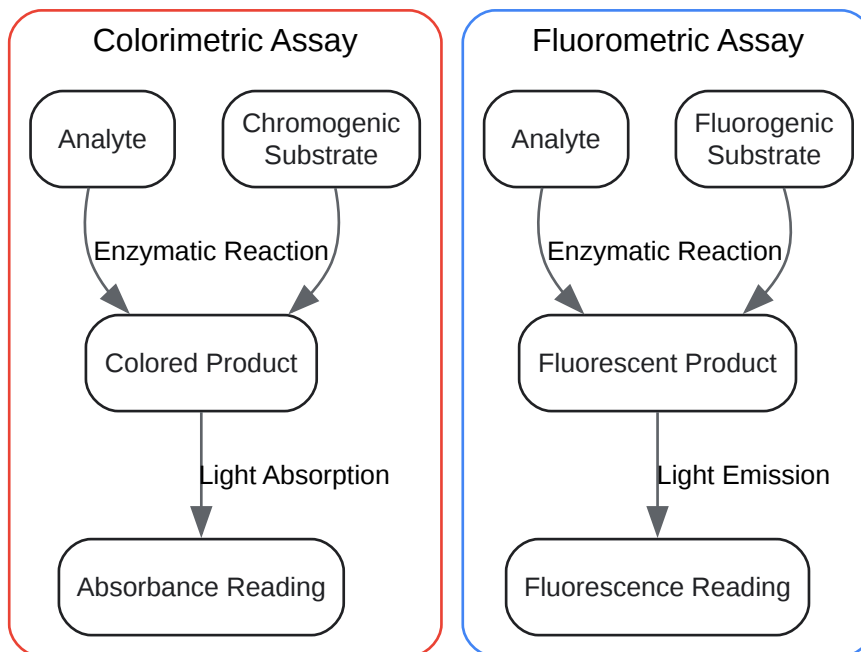 Colorimetric Assay
Analyte
Chromogenic
Substrate
Enzymatic Reaction
Colored Product
Light Absorption
Absorbance Reading
Fluorometric Assay
Analyte
Fluorogenic
Substrate
Enzymatic Reaction
Fluorescent Product
Light Emission
Fluorescence Reading